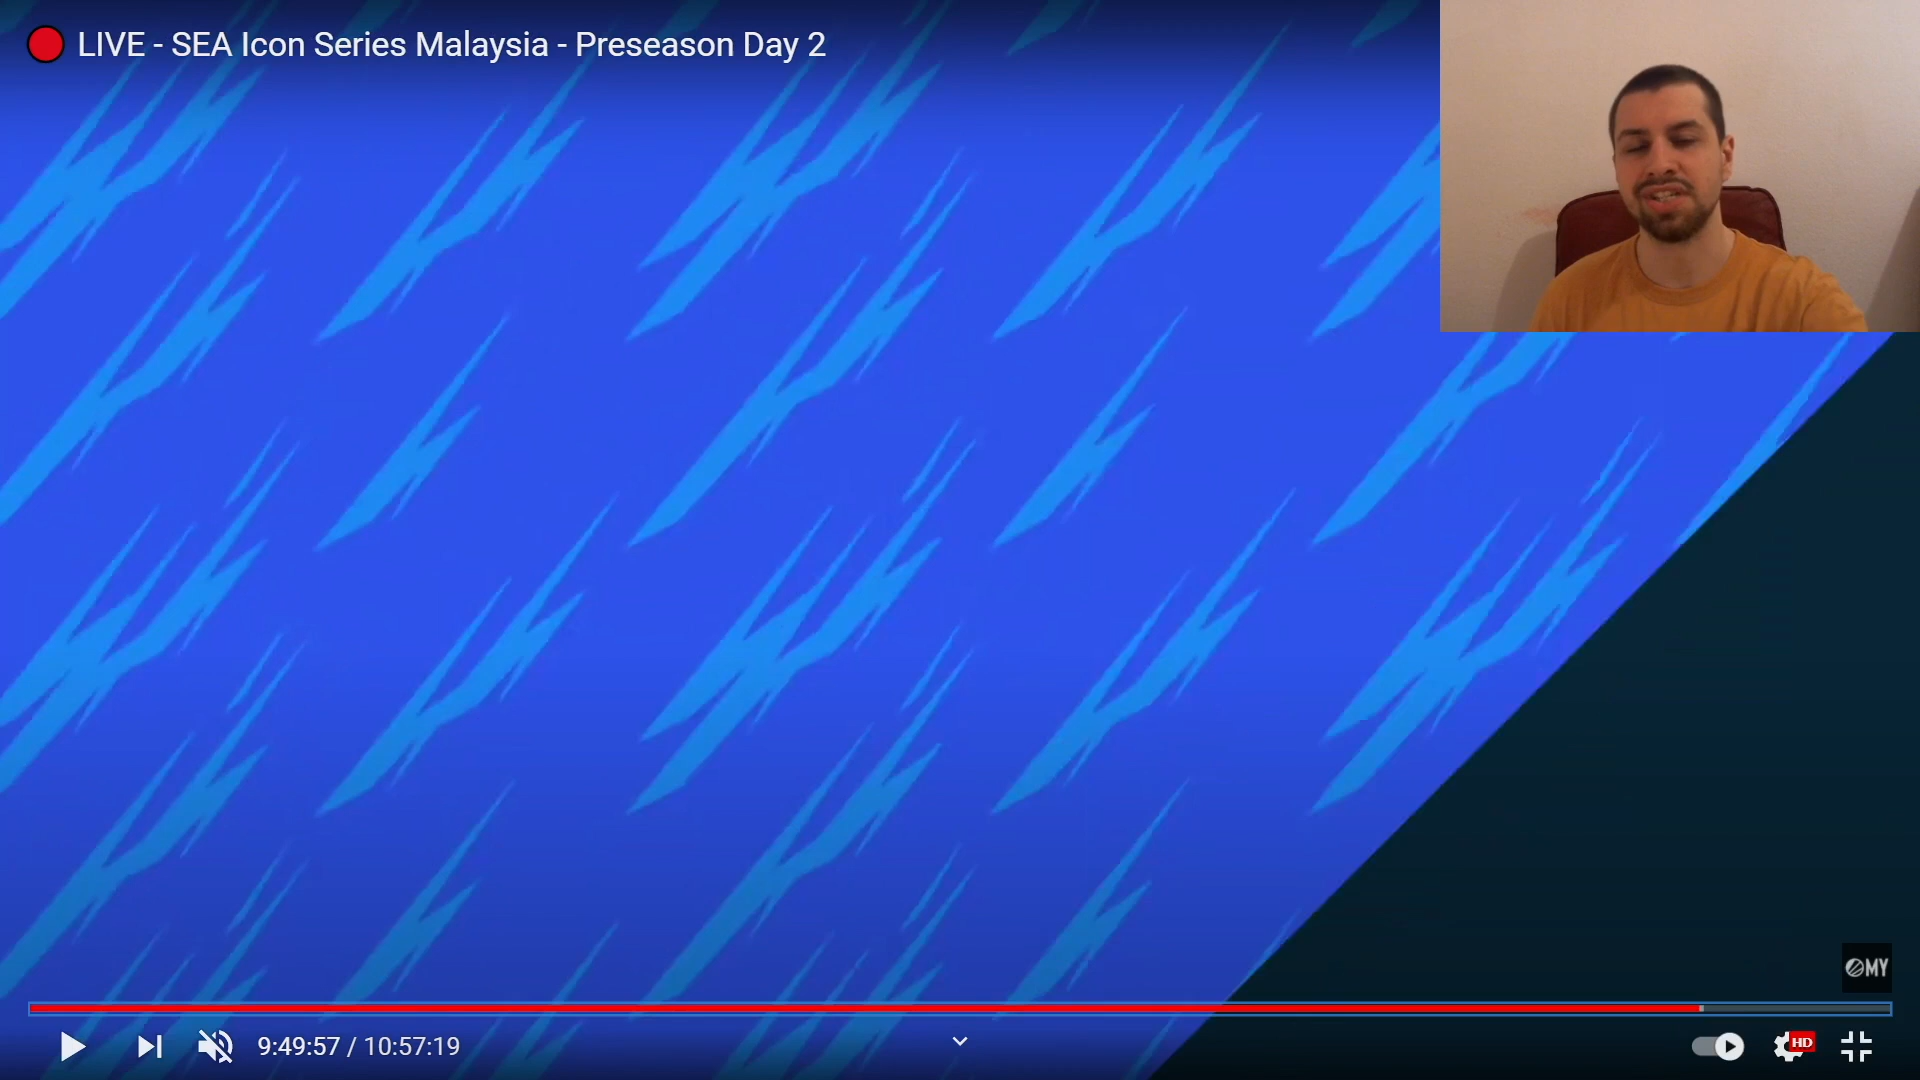 LIVE - SEA Icon Series Malaysia - Preseason Day 2
MY
9:49:57 / 10:57:19
HD